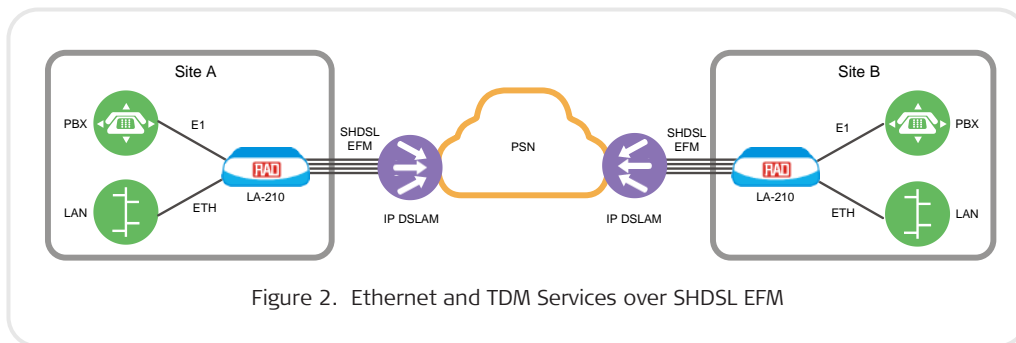 Site A
PBX
E1
SHDSL
EFM
RAD
LA-210
LAN
ETH
IP DSLAM
PSN
Site B
SHDSL
EFM
E1
PBX
RAD
LA-210
IP DSLAM
ETH
LAN
Figure 2. Ethernet and TDM Services over SHDSL EFM